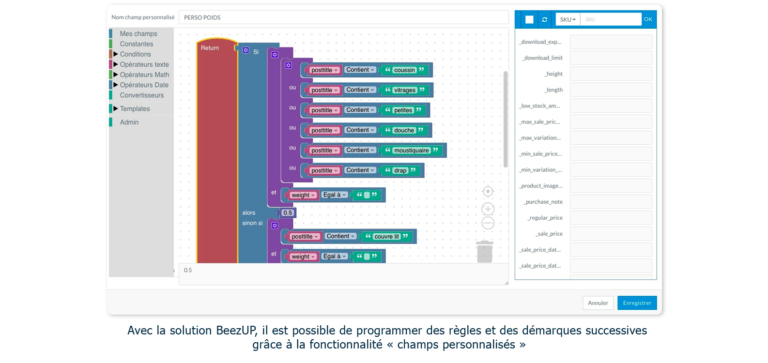 Nom champ personnalisé PERSO POIDS
SKU SKU OK
Mes champs
Constantes
Conditions
Opérateurs texte
Opérateurs Math
Opérateurs Date
Convertisseurs
Templates
Admin
Return Si
posttitle Contient “ coussin ”
ou posttitle Contient “ vitrages ”
ou posttitle Contient “ petites ”
ou posttitle Contient “ douche ”
ou posttitle Contient “ moustiquaire ”
ou posttitle Contient “ drap ”
et weight Egal à “ ”
alors 0.5
sinon si
posttitle Contient “ couvre lit ”
et weight Egal à “ ”
0.5
_download_exp...
_download_limit
_height
_length
_low_stock_am...
_max_sale_pric...
_max_variation...
_min_sale_price...
_min_variation_...
_product_image...
_purchase_note
_regular_price
_sale_price
_sale_price_dat...
_sale_price_dat...
Annuler Enregistrer
Avec la solution BeezUP, il est possible de programmer des règles et des démarques successives
grâce à la fonctionnalité « champs personnalisés »